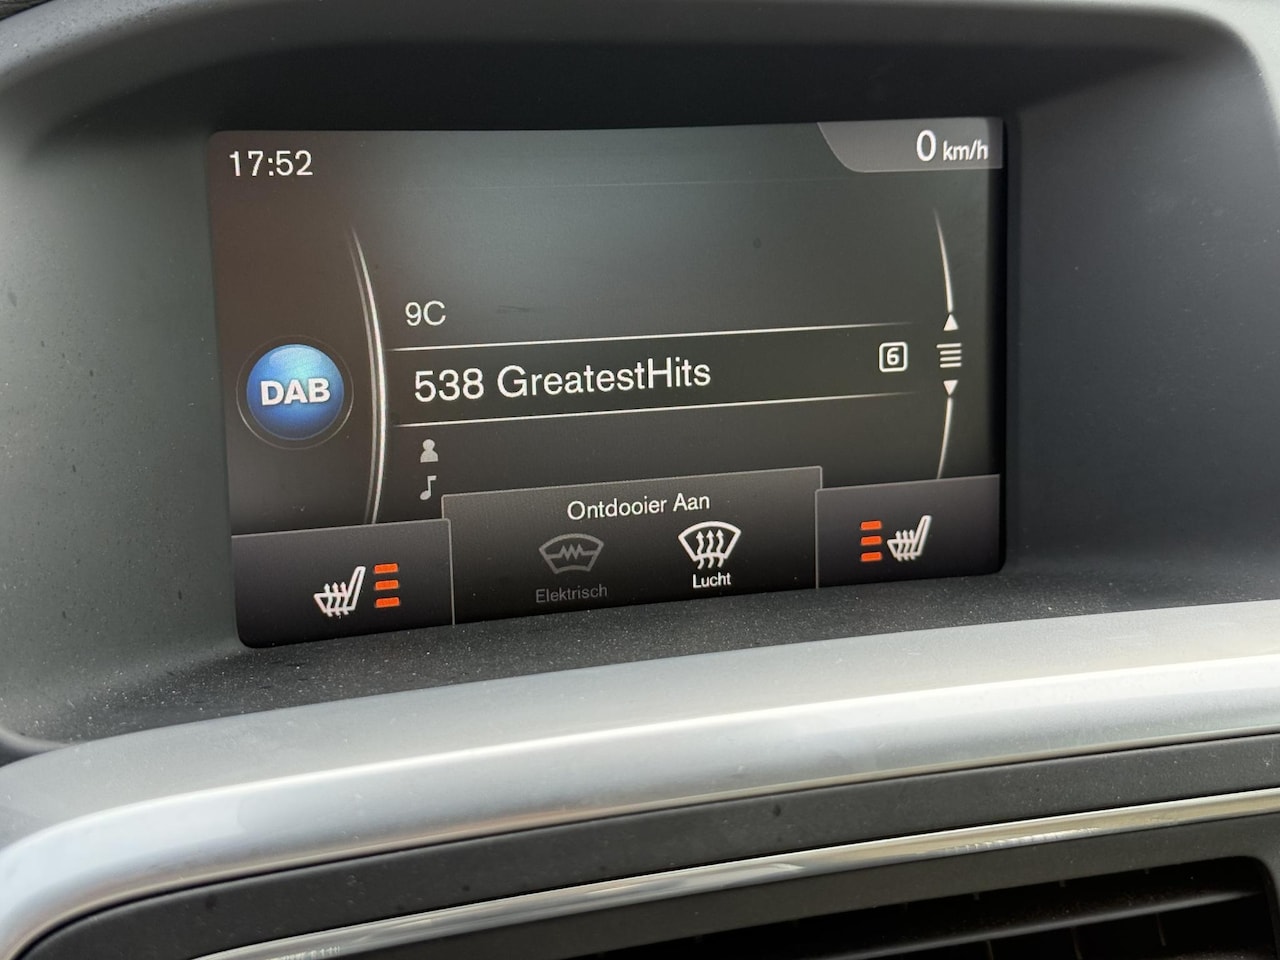 17:52
0 km/h
9C
DAB
538 GreatestHits
6
Ontdooier Aan
Elektrisch
Lucht